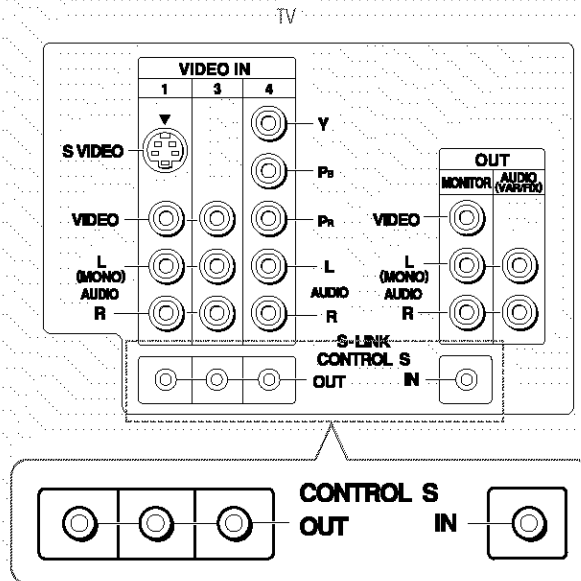 TV
VIDEO IN
1 3 4
S VIDEO
Y
PB
VIDEO
PR
L
(MONO)
AUDIO
R
L
AUDIO
R
OUT
MONITOR
AUDIO
(VAR/FIX)
VIDEO
L
(MONO)
AUDIO
R
S-LINK
CONTROL S
OUT IN
CONTROL S
OUT IN